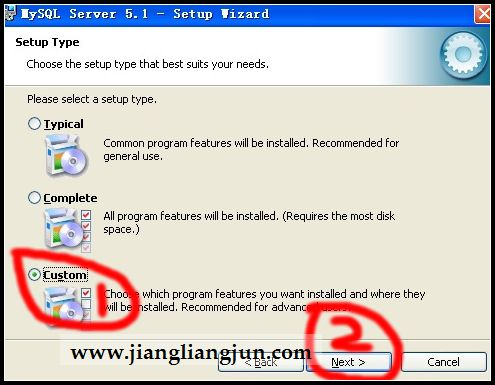 MySQL Server 5.1 - Setup Wizard
Setup Type
Choose the setup type that best suits your needs.
Please select a setup type.
Typical
Common program features will be installed. Recommended for
general use.
Complete
All program features will be installed. (Requires the most disk
space.)
Custom
1
Choose which program features you want installed and where they
will be installed. Recommended for advanced users.
2
www.jiangliangjun.com
< Back
Next >
Cancel